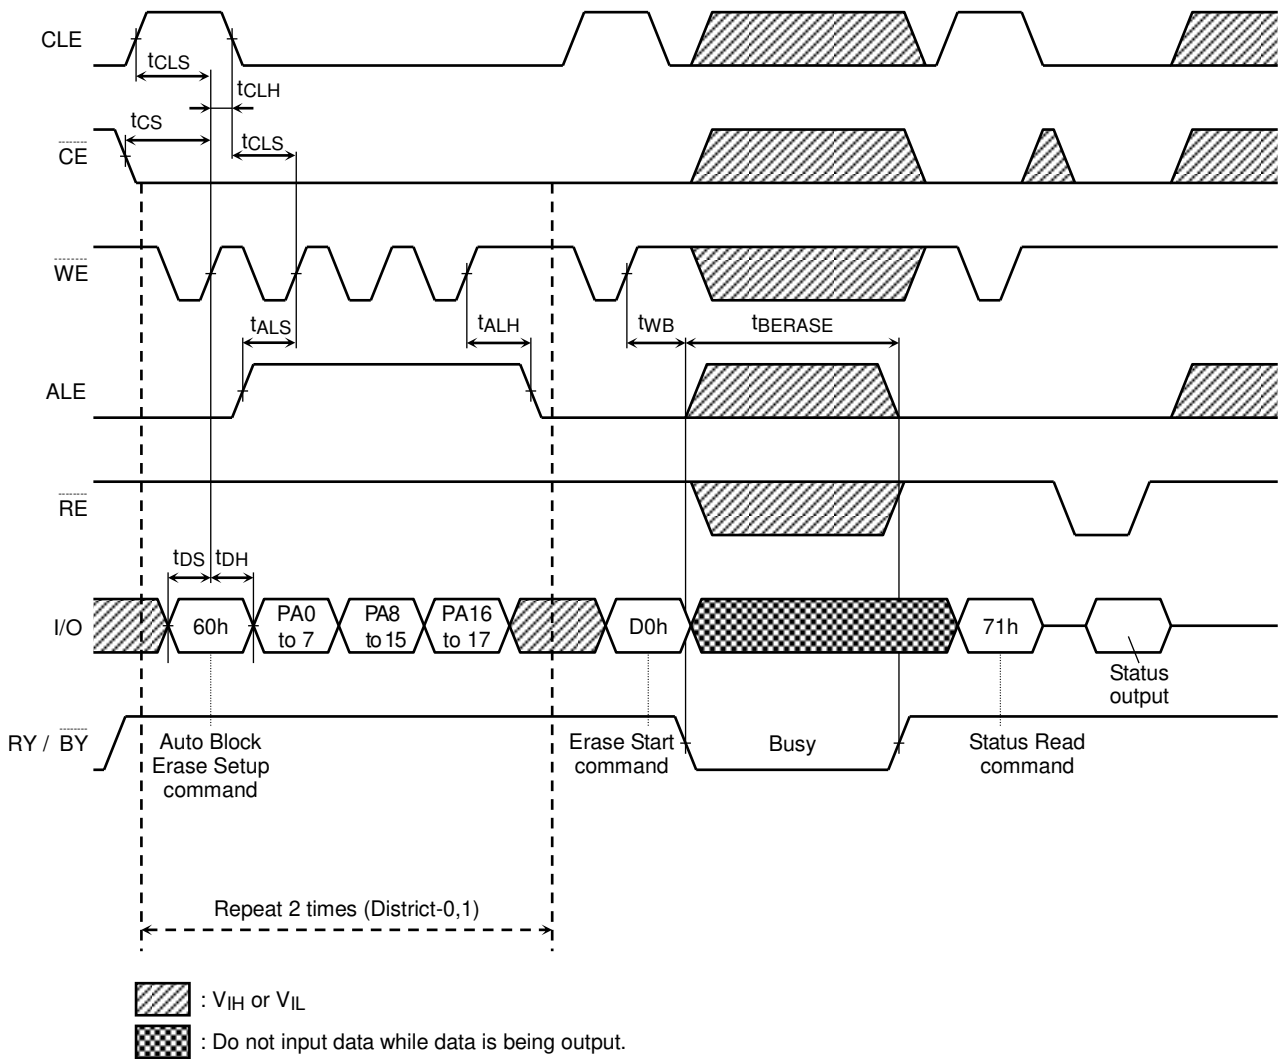 CLE
tCLS
tCLH
tCS
tCLS
CE
WE
tALS
tALH
tWB
tBERASE
ALE
RE
tDS
tDH
I/O
60h
PA0
to 7
PA8
to 15
PA16
to 17
D0h
71h
Status
output
RY / BY
Auto Block
Erase Setup
command
Erase Start
command
Busy
Status Read
command
Repeat 2 times (District-0,1)
: VIH or VIL
: Do not input data while data is being output.